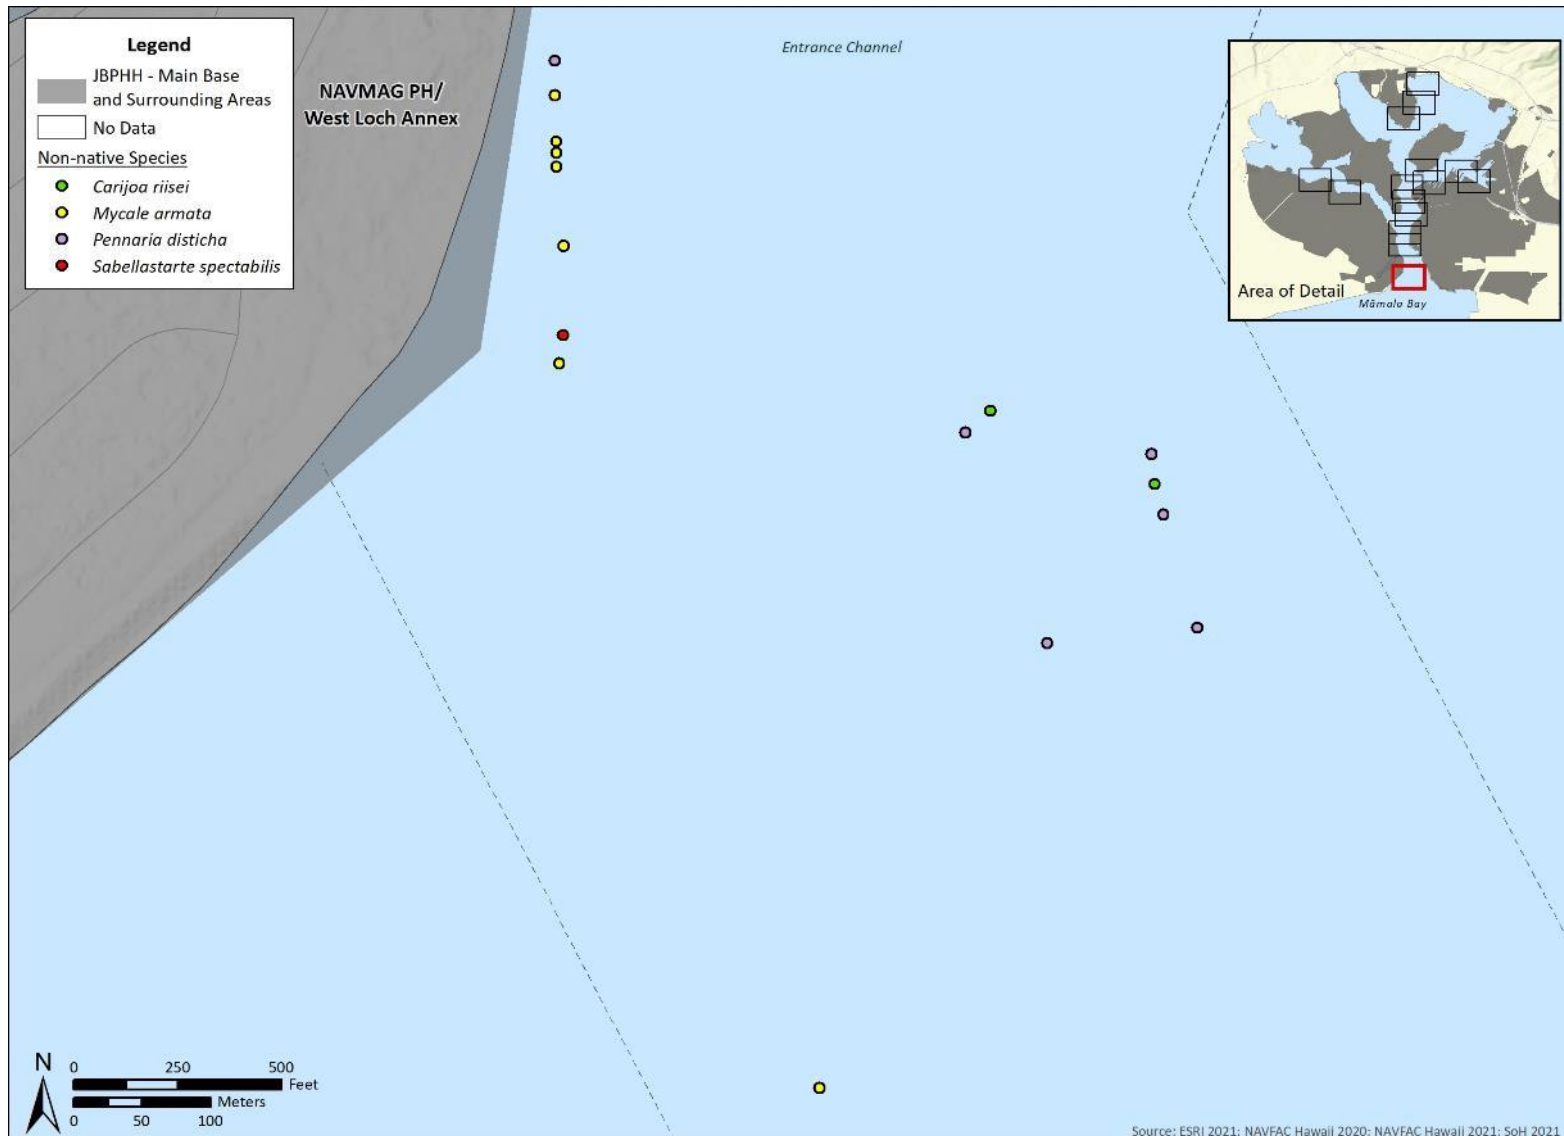 Legend
JBPHH - Main Base
and Surrounding Areas
No Data
Non-native Species
Carijoa riisei
Mycale armata
Pennaria disticha
Sabellastarte spectabilis
NAVMAG PH/
West Loch Annex
Entrance Channel
Area of Detail
Māmala Bay
N
0 250 500
Feet
Meters
0 50 100
Source: ESRI 2021; NAVFAC Hawaii 2020; NAVFAC Hawaii 2021; SoH 2021